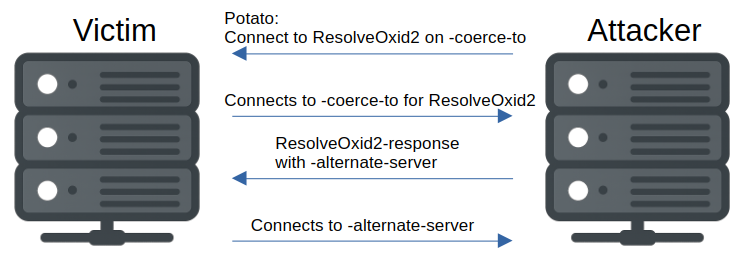 Victim
Attacker
Potato:
Connect to ResolveOxid2 on -coerce-to
Connects to -coerce-to for ResolveOxid2
ResolveOxid2-response
with -alternate-server
Connects to -alternate-server